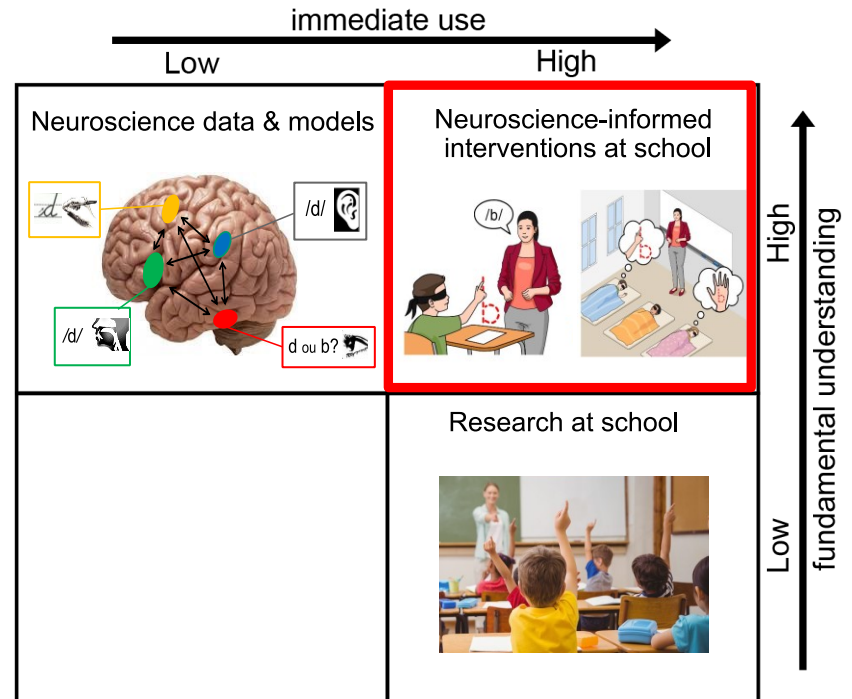 immediate use
Low
High
Neuroscience data & models
Neuroscience-informed
interventions at school
d
/d/
/d/
d ou b?
/b/
b
b
b
Research at school
High
Low
fundamental understanding